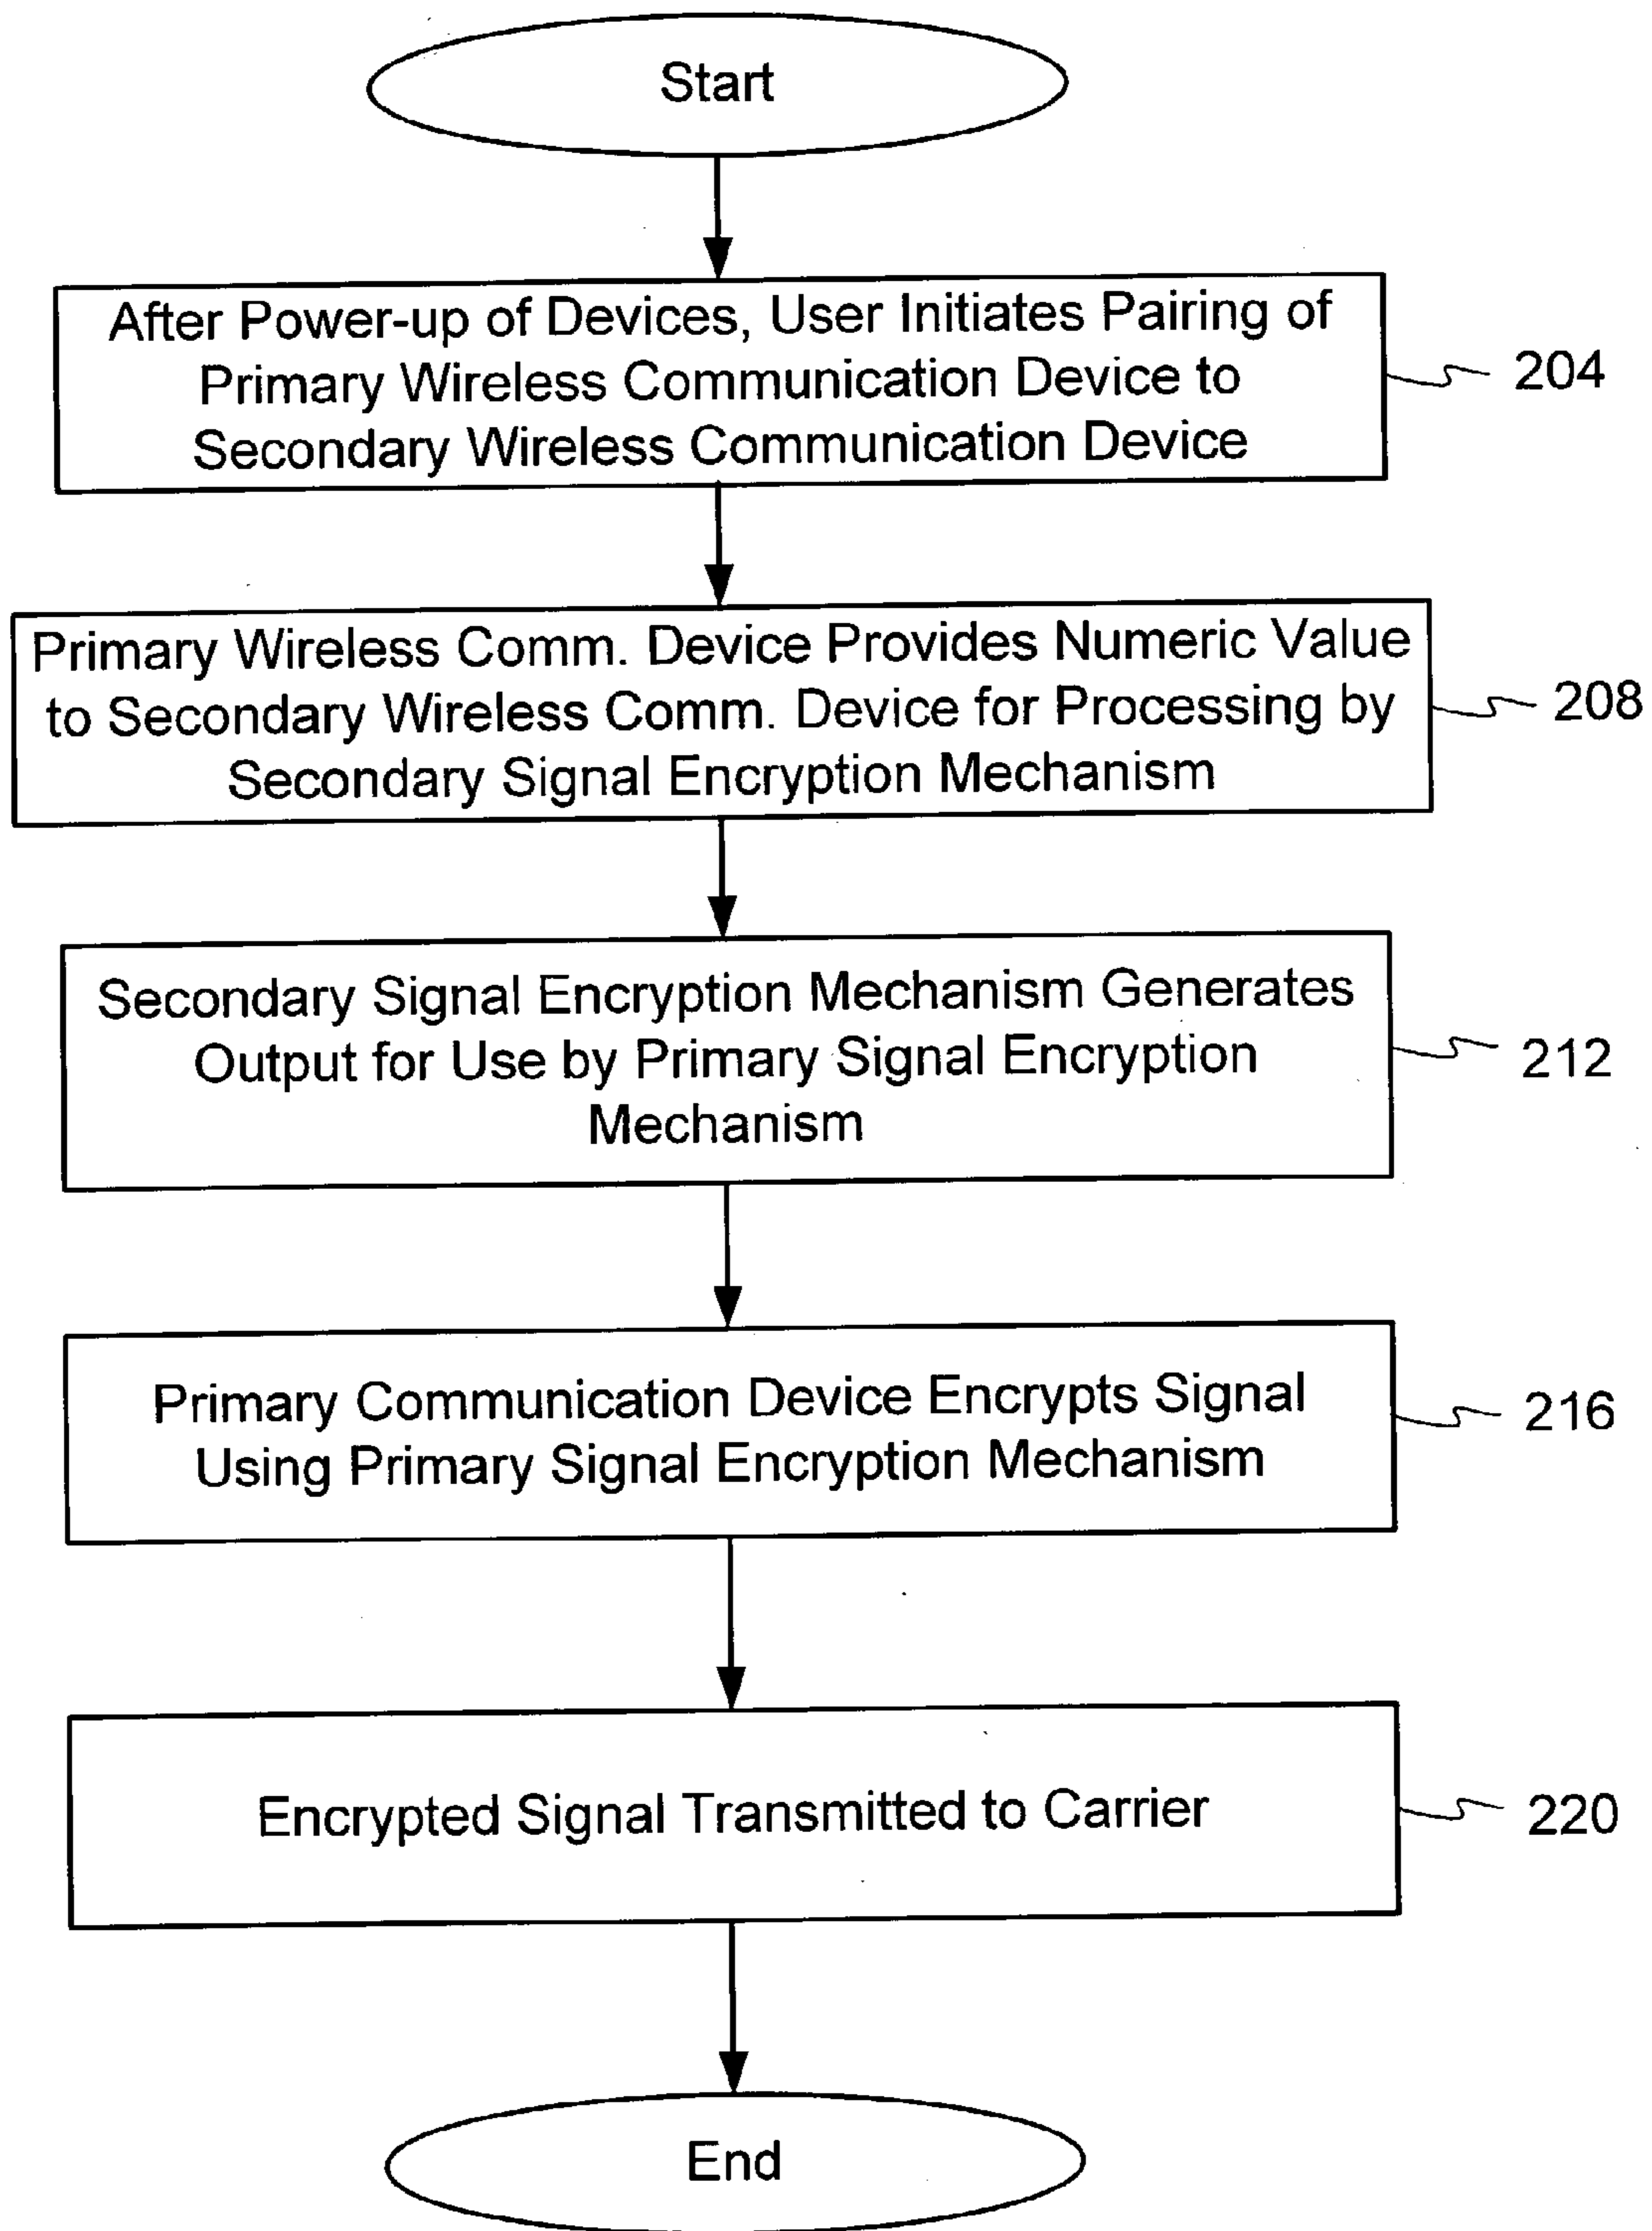 Start
After Power-up of Devices, User Initiates Pairing of
Primary Wireless Communication Device to
Secondary Wireless Communication Device
204
Primary Wireless Comm. Device Provides Numeric Value
to Secondary Wireless Comm. Device for Processing by
Secondary Signal Encryption Mechanism
208
Secondary Signal Encryption Mechanism Generates
Output for Use by Primary Signal Encryption
Mechanism
212
Primary Communication Device Encrypts Signal
Using Primary Signal Encryption Mechanism
216
Encrypted Signal Transmitted to Carrier
220
End